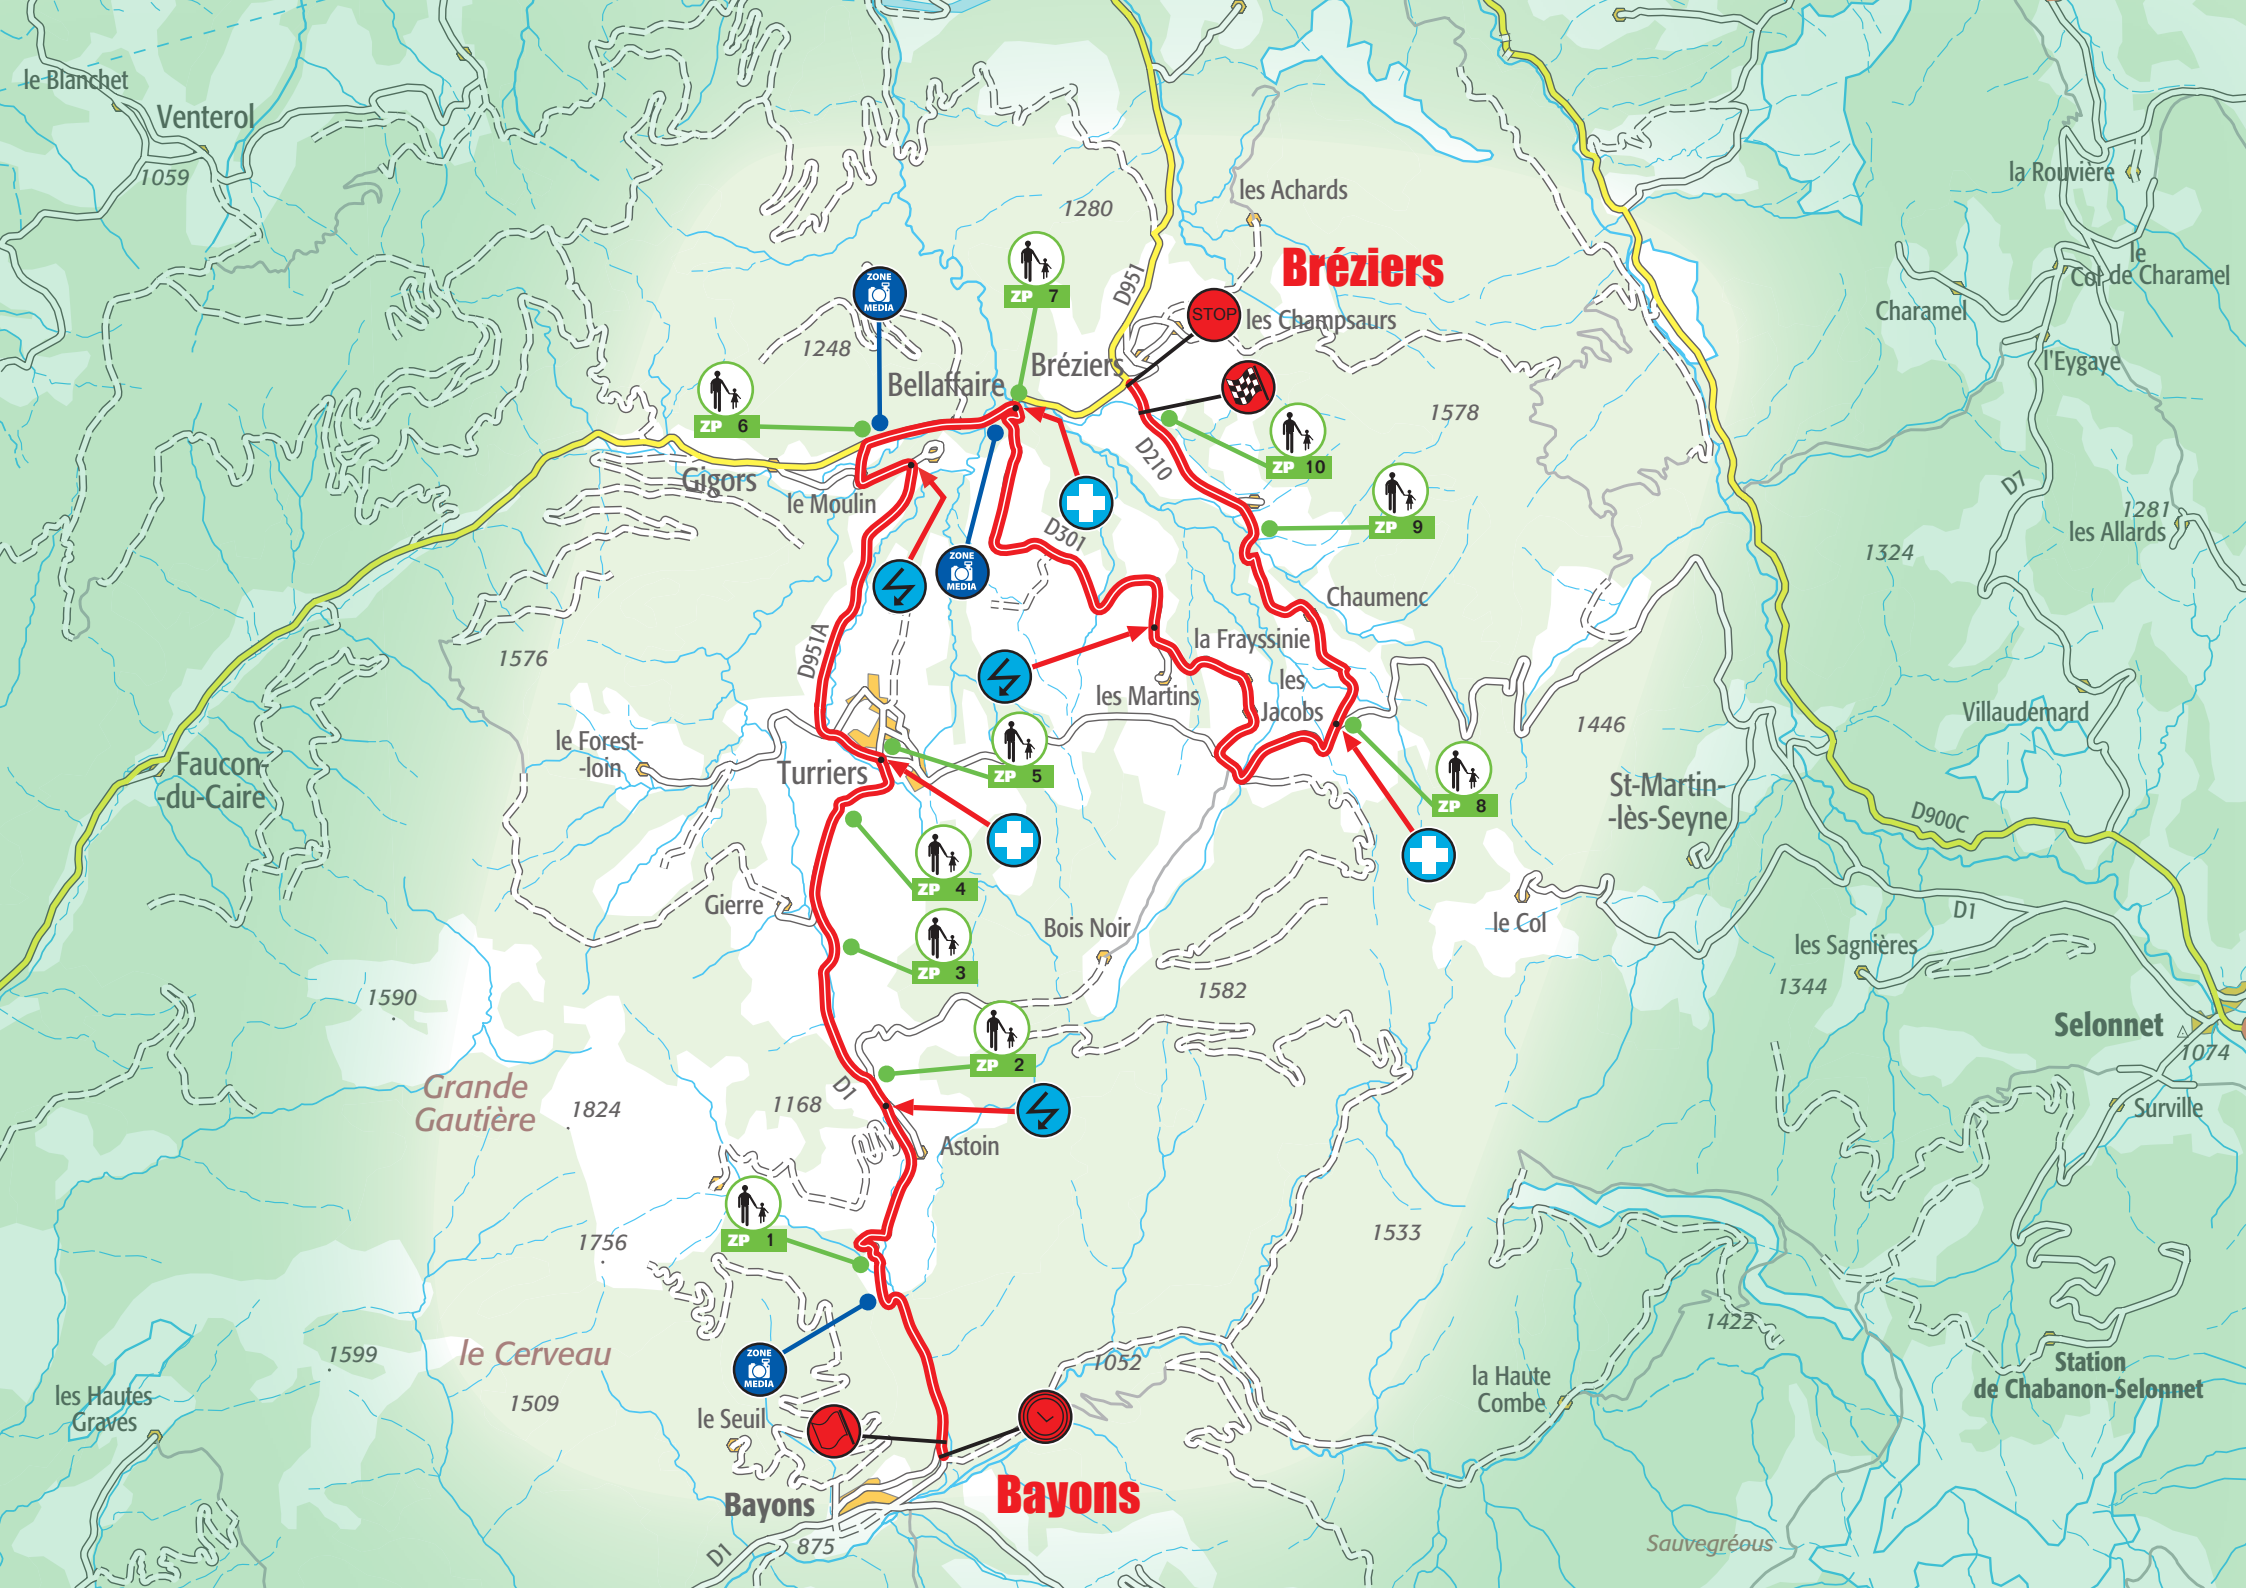 le Blanchet
Venterol
1059
la Rouvière
les Achards
1280
Bréziers
le
Col de Charamel
Charamel
ZONE
MEDIA
ZP 7
D951
STOP
les Champsaurs
1248
Bréziers
Bellaffaire
l'Eygaye
1578
ZP 6
D210
ZP 10
Gigors
le Moulin
D7
1281
les Allards
ZP 9
D301
1324
ZONE
MEDIA
Chaumenc
la Frayssinie
D951A
1576
les
Jacobs
les Martins
1446
Villaudemard
le Forest-
-loin
Faucon-
-du-Caire
Turriers
ZP 5
ZP 8
St-Martin-
-lès-Seyne
D900C
ZP 4
Gierre
Bois Noir
le Col
D1
les Sagnières
ZP 3
1590
1582
1344
Selonnet
1074
ZP 2
Grande
Gautière
1824
D1
1168
Surville
Astoin
ZP 1
1756
1533
1422
le Cerveau
1599
1509
ZONE
MEDIA
1052
la Haute
Combe
Station
de Chabanon-Selonnet
les Hautes
Graves
le Seuil
Bayons
Bayons
D1
875
Sauvegréous